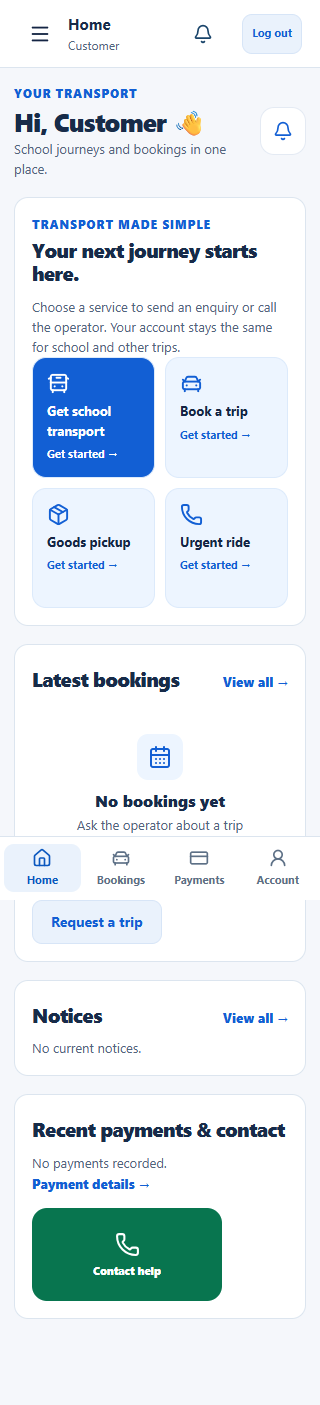 Home
Customer
Log out
YOUR TRANSPORT
Hi, Customer 👋
School journeys and bookings in one
place.
TRANSPORT MADE SIMPLE
Your next journey starts
here.
Choose a service to send an enquiry or call
the operator. Your account stays the same
for school and other trips.
Get school
transport
Get started →
Book a trip
Get started →
Goods pickup
Get started →
Urgent ride
Get started →
Latest bookings
View all →
No bookings yet
Ask the operator about a trip
Home
Bookings
Payments
Account
Request a trip
Notices
View all →
No current notices.
Recent payments & contact
No payments recorded.
Payment details →
Contact help